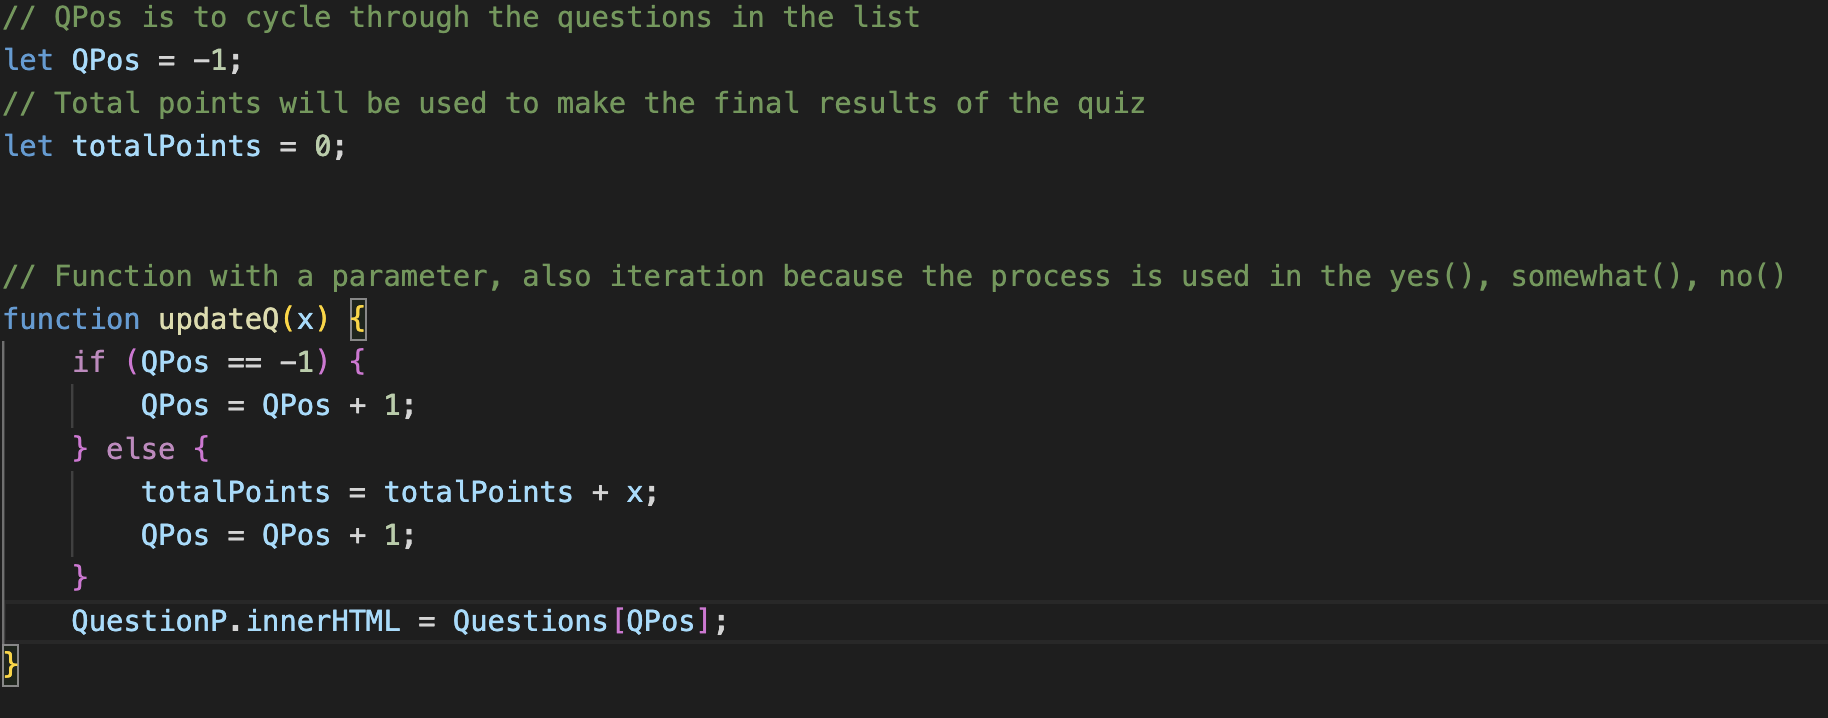 // QPos is to cycle through the questions in the list
let QPos = -1;
// Total points will be used to make the final results of the quiz
let totalPoints = 0;
// Function with a parameter, also iteration because the process is used in the yes(), somewhat(), no()
function updateQ(x) {
    if (QPos == -1) {
        QPos = QPos + 1;
    } else {
        totalPoints = totalPoints + x;
        QPos = QPos + 1;
    }
    QuestionP.innerHTML = Questions[QPos];
}